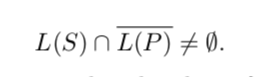 L(S) ∩ \overline{L(P)} ≠ ∅.